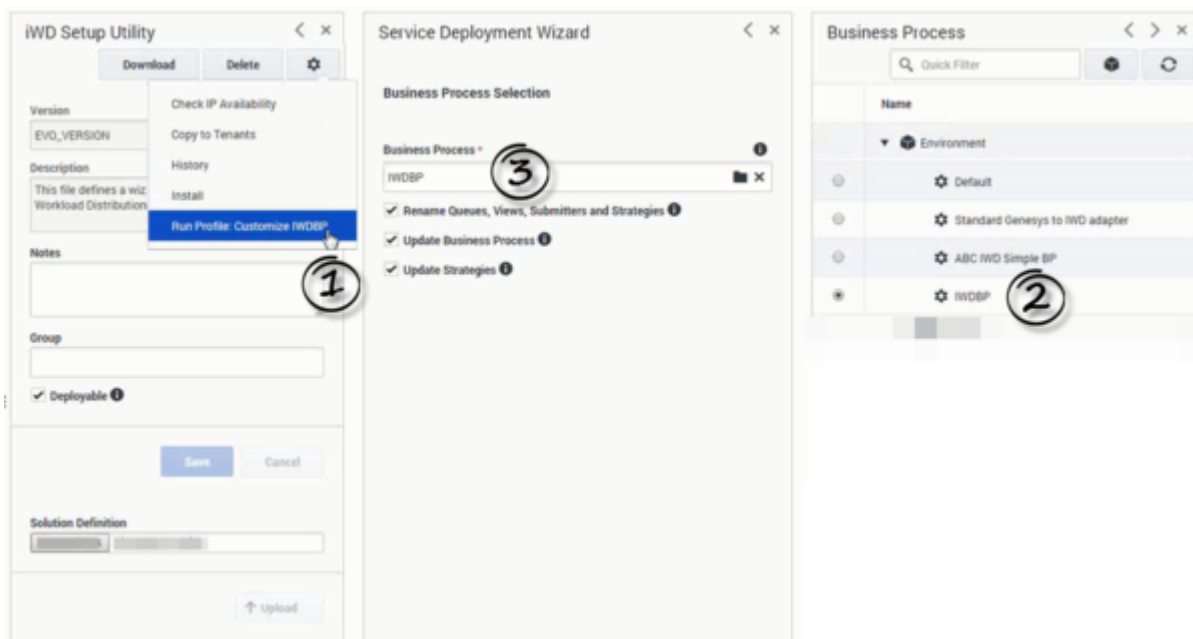 iWD Setup Utility
Download Delete
Version
EVO_VERSION
Description
This file defines a wiz
Workload Distribution
Check IP Availability
Copy to Tenants
History
Install
Run Profile: Customize IWDBP
1
Notes
Group
Deployable
Save Cancel
Solution Definition
Upload
Service Deployment Wizard
Business Process Selection
Business Process *
IWDBP
3
Rename Queues, Views, Submitters and Strategies
Update Business Process
Update Strategies
Business Process
Quick Filter
Name
Environment
Default
Standard Genesys to IWD adapter
ABC IWD Simple BP
IWDBP
2